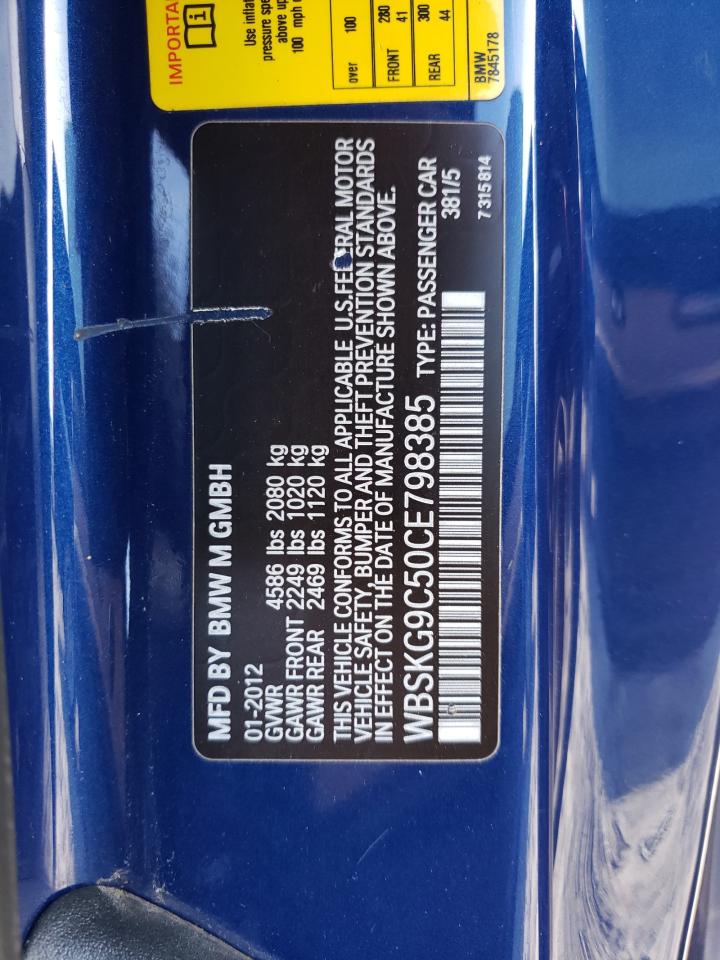 MFD BY BMW M GMBH
01-2012
GVWR 4586 lbs 2080 kg
GAWR FRONT 2249 lbs 1020 kg
GAWR REAR 2469 lbs 1120 kg
THIS VEHICLE CONFORMS TO ALL APPLICABLE U.S. FEDERAL MOTOR
VEHICLE SAFETY, BUMPER AND THEFT PREVENTION STANDARDS
IN EFFECT ON THE DATE OF MANUFACTURE SHOWN ABOVE.
WBSKG9C50CE798385 TYPE: PASSENGER CAR
381/5
7 315 814
IMPORTA
Use inflat
pressure spe
above up
100 mph o
over 100
FRONT 280 41
REAR 300 44
BMW
7845178